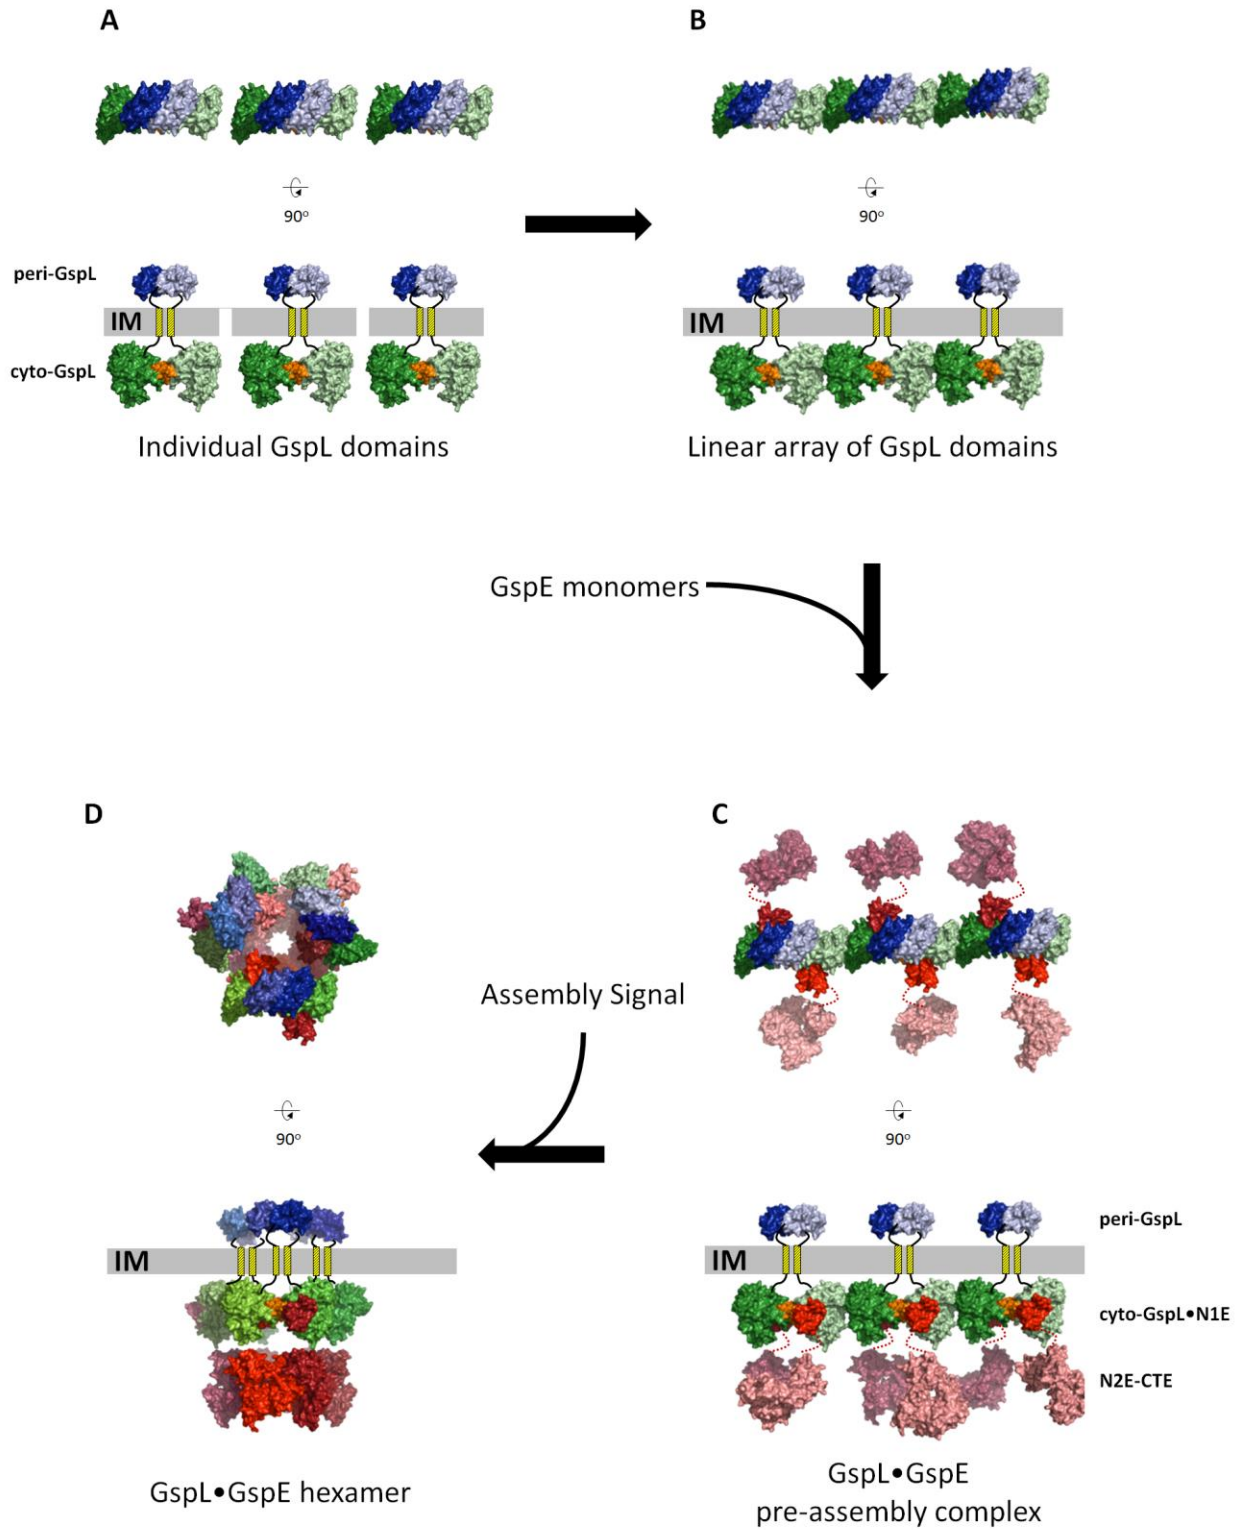 A
B
90°
90°
peri-GspL
IM
IM
cyto-GspL
Individual GspL domains
Linear array of GspL domains
GspE monomers
D
C
Assembly Signal
90°
90°
peri-GspL
IM
IM
cyto-GspL•N1E
N2E-CTE
GspL•GspE hexamer
GspL•GspE
pre-assembly complex